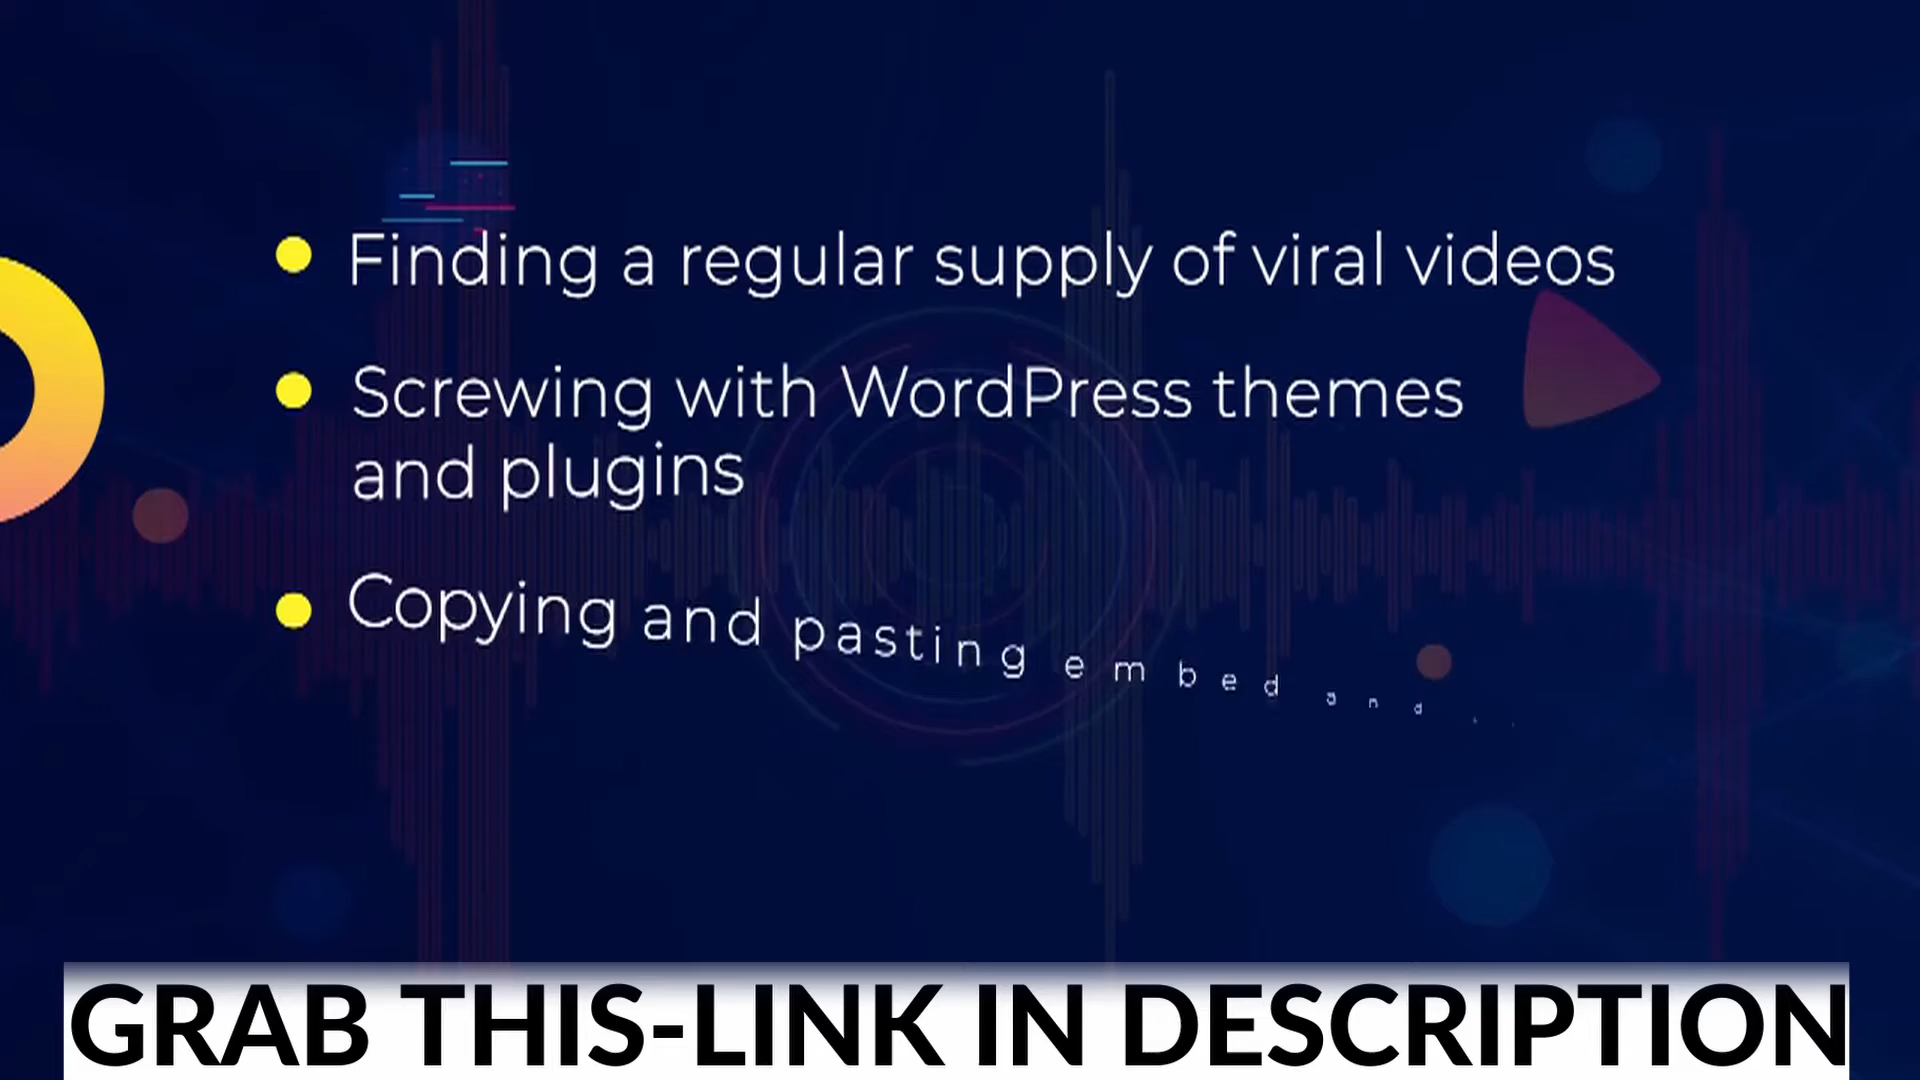 Finding a regular supply of viral videos
Screwing with WordPress themes
and plugins
Copying and pasting embed and
GRAB THIS-LINK IN DESCRIPTION